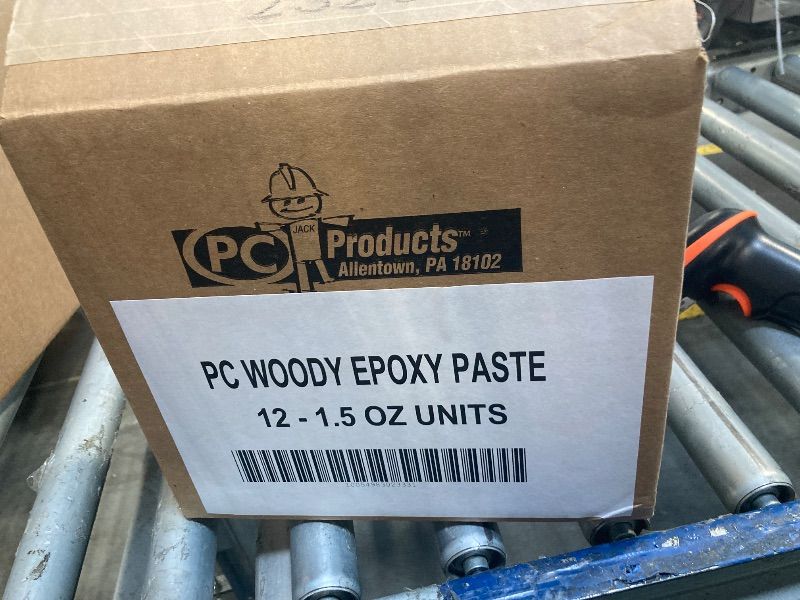 JACK
PC Products™
Allentown, PA 18102
PC WOODY EPOXY PASTE
12 - 1.5 OZ UNITS